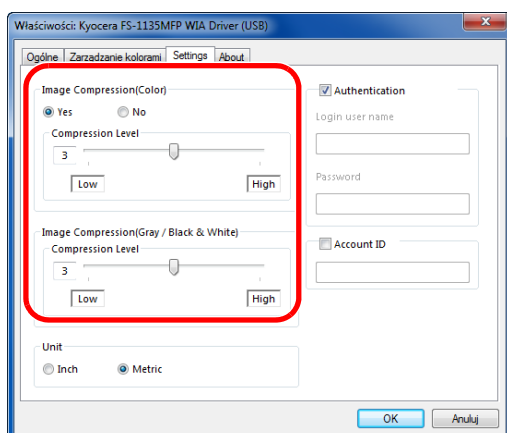 Właściwości: Kyocera FS-1135MFP WIA Driver (USB)
Ogólne Zarzadzanie kolorami Settings About
Image Compression(Color)
Yes No
Compression Level
3
Low High
Image Compression(Gray / Black & White)
Compression Level
3
Low High
Unit
Inch Metric
Authentication
Login user name
Password
Account ID
OK Anuluj